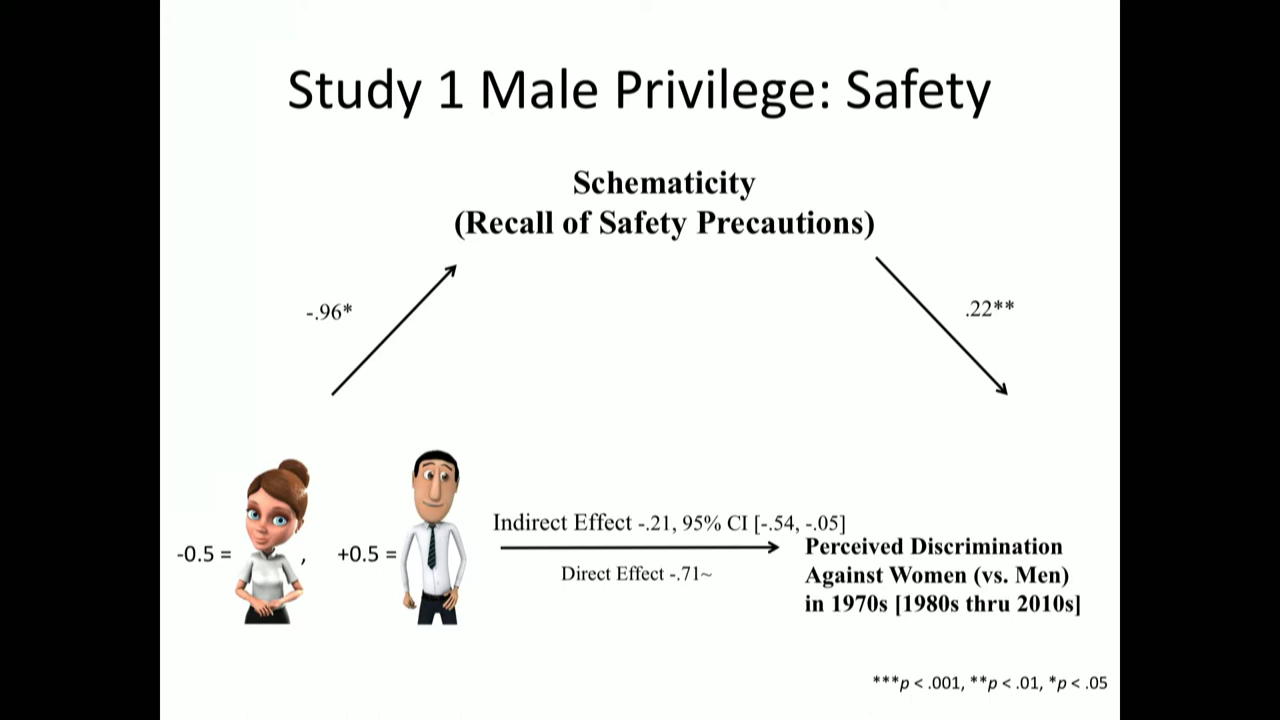 Study 1 Male Privilege: Safety
Schematicity
(Recall of Safety Precautions)
-.96*
.22**
-0.5 =
,
+0.5 =
Indirect Effect -.21, 95% CI [-.54, -.05]
Direct Effect -.71~
Perceived Discrimination
Against Women (vs. Men)
in 1970s [1980s thru 2010s]
***p < .001, **p < .01, *p < .05